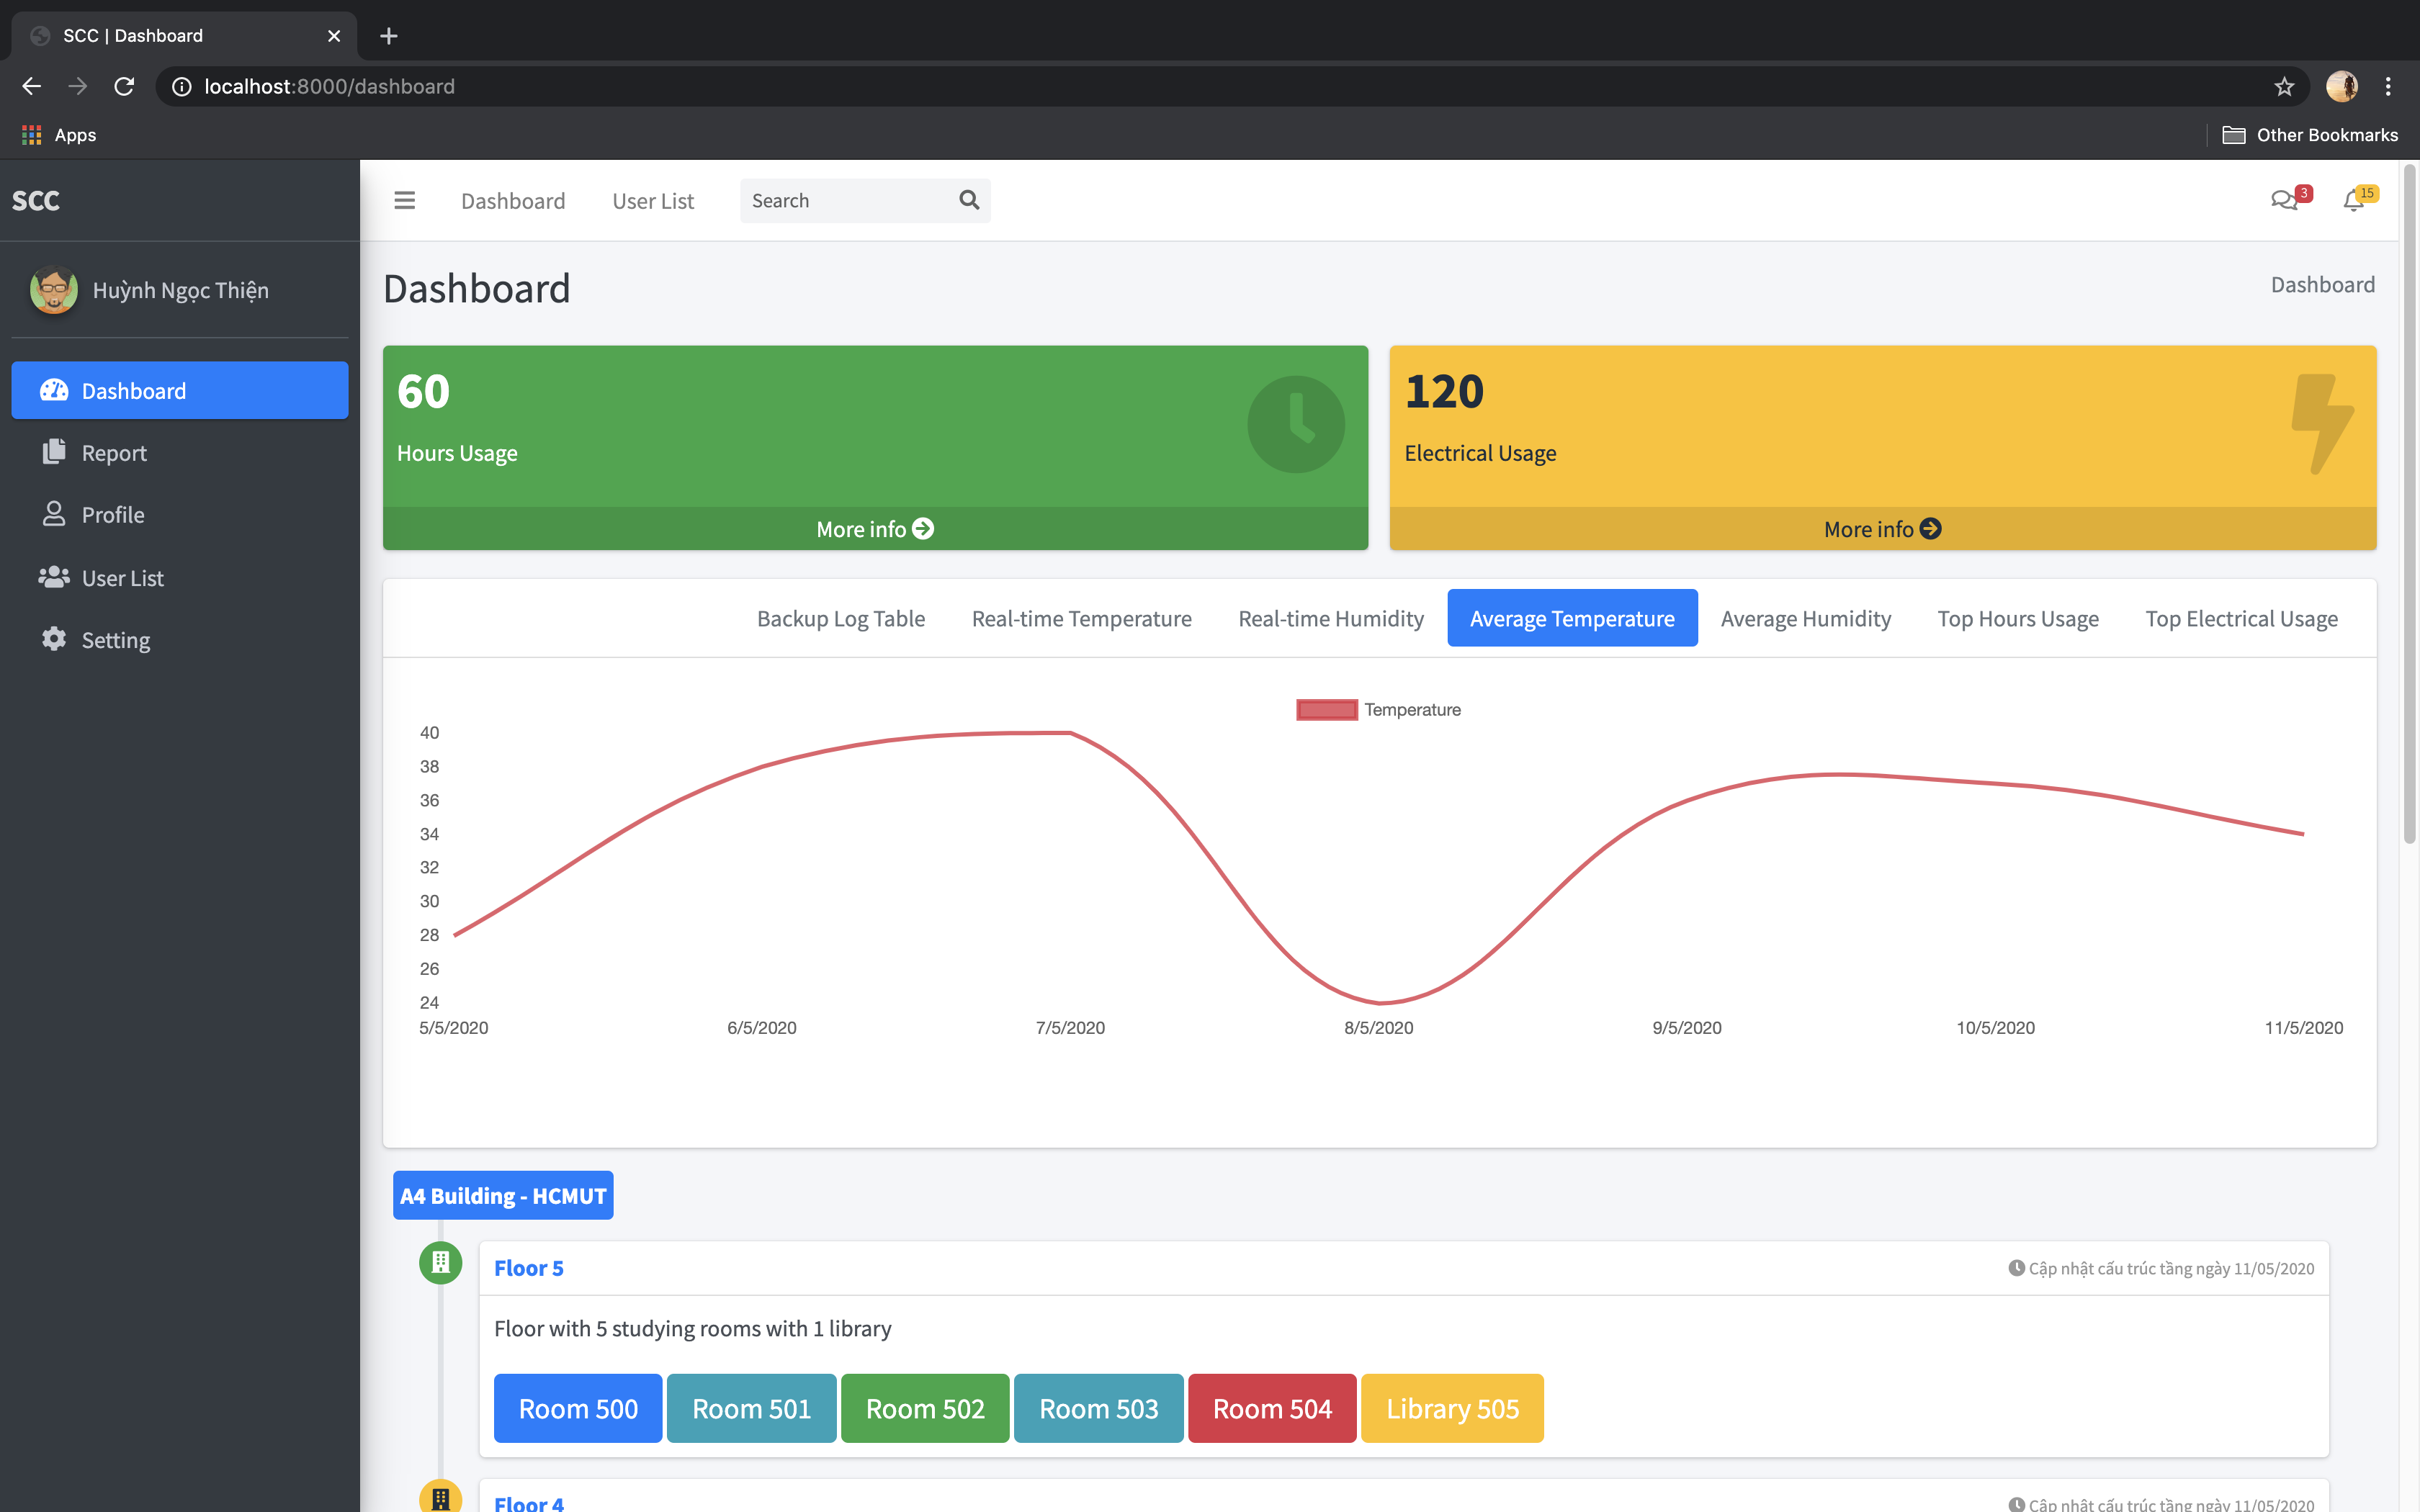 SCC | Dashboard
localhost:8000/dashboard
Apps
Other Bookmarks
SCC
Dashboard
User List
Search
3
15
Huỳnh Ngọc Thiện
Dashboard
Report
Profile
User List
Setting
Dashboard
Dashboard
60
Hours Usage
More info
120
Electrical Usage
More info
Backup Log Table
Real-time Temperature
Real-time Humidity
Average Temperature
Average Humidity
Top Hours Usage
Top Electrical Usage
Temperature
40
38
36
34
32
30
28
26
24
5/5/2020
6/5/2020
7/5/2020
8/5/2020
9/5/2020
10/5/2020
11/5/2020
A4 Building - HCMUT
Floor 5
Cập nhật cấu trúc tầng ngày 11/05/2020
Floor with 5 studying rooms with 1 library
Room 500
Room 501
Room 502
Room 503
Room 504
Library 505
Floor 4
Cập nhật cấu trúc tầng ngày 11/05/2020